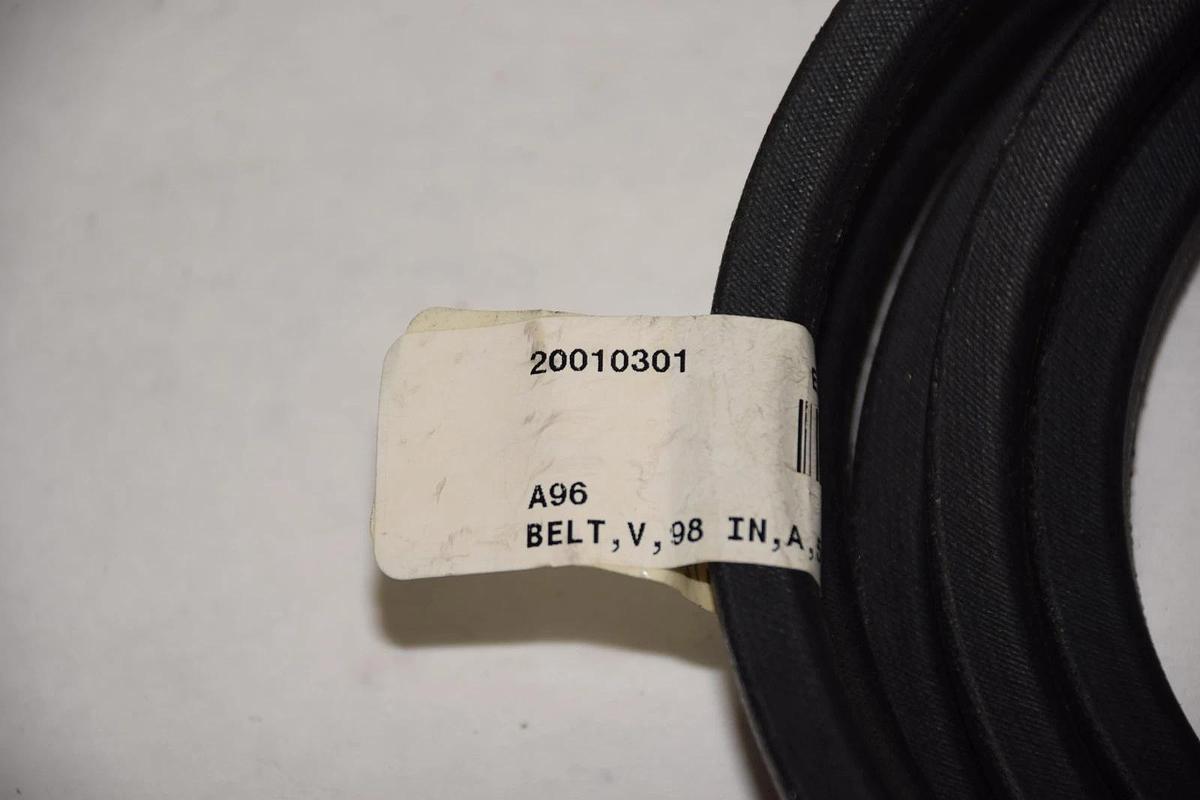 20010301
A96
BELT,V,98 IN,A,